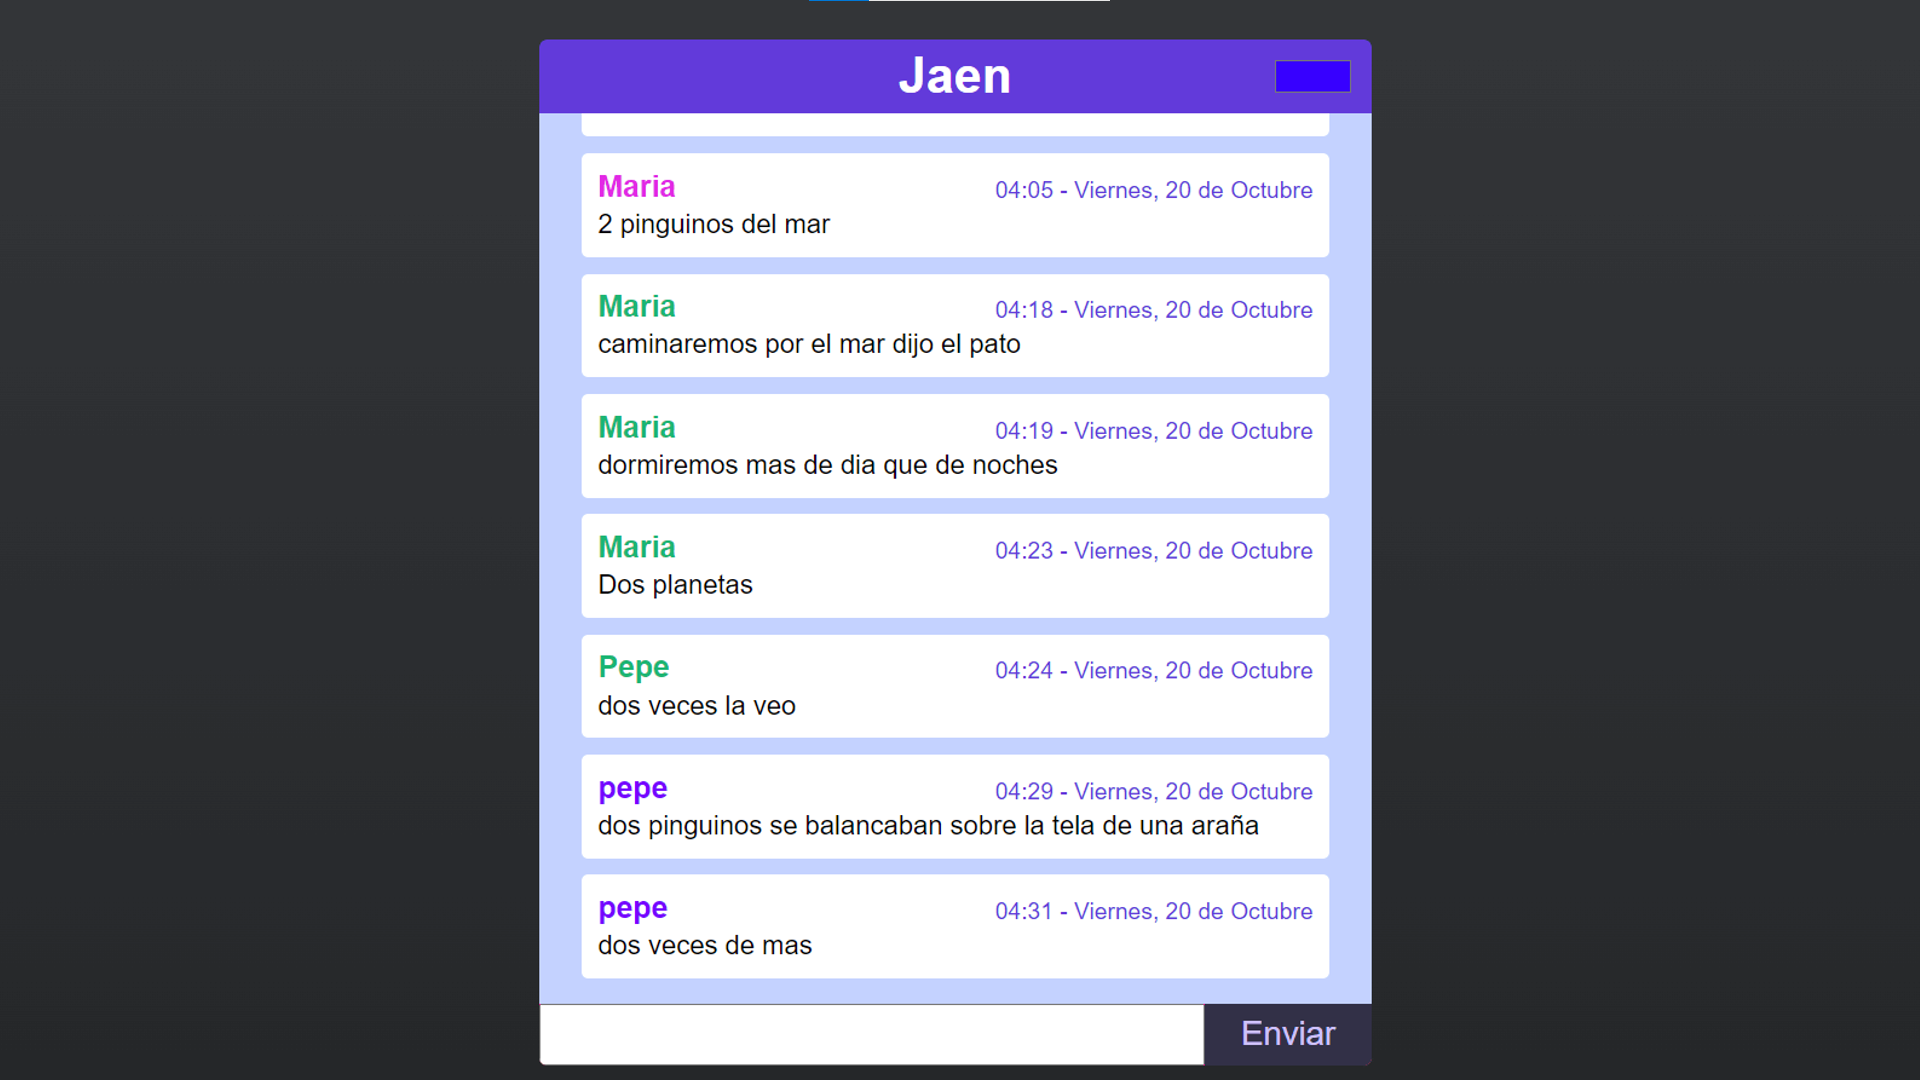 Jaen
Maria 04:05 - Viernes, 20 de Octubre
2 pinguinos del mar
Maria 04:18 - Viernes, 20 de Octubre
caminaremos por el mar dijo el pato
Maria 04:19 - Viernes, 20 de Octubre
dormiremos mas de dia que de noches
Maria 04:23 - Viernes, 20 de Octubre
Dos planetas
Pepe 04:24 - Viernes, 20 de Octubre
dos veces la veo
pepe 04:29 - Viernes, 20 de Octubre
dos pinguinos se balancaban sobre la tela de una araña
pepe 04:31 - Viernes, 20 de Octubre
dos veces de mas
Enviar